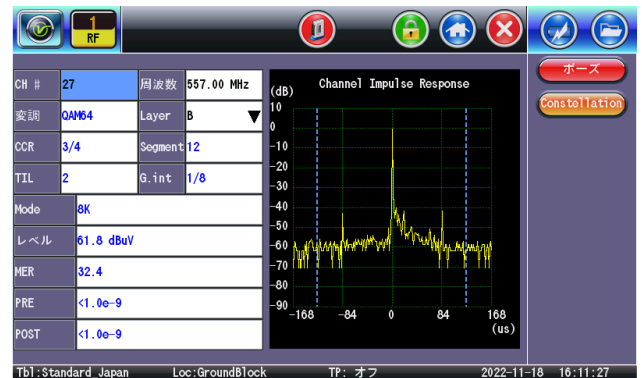 1
RF
CH # 27 周波数 557.00 MHz
変調 QAM64 Layer B
CCR 3/4 Segment 12
TIL 2 G.int 1/8
Mode 8K
レベル 61.8 dBuV
MER 32.4
PRE <1.0e-9
POST <1.0e-9
Channel Impulse Response
(dB)
10
0
-10
-20
-30
-40
-50
-60
-70
-80
-90
-168 -84 0 84 168
(us)
ポーズ
Constellation
Tbl:Standard_Japan Loc:GroundBlock TP: オフ 2022-11-18 16:11:27